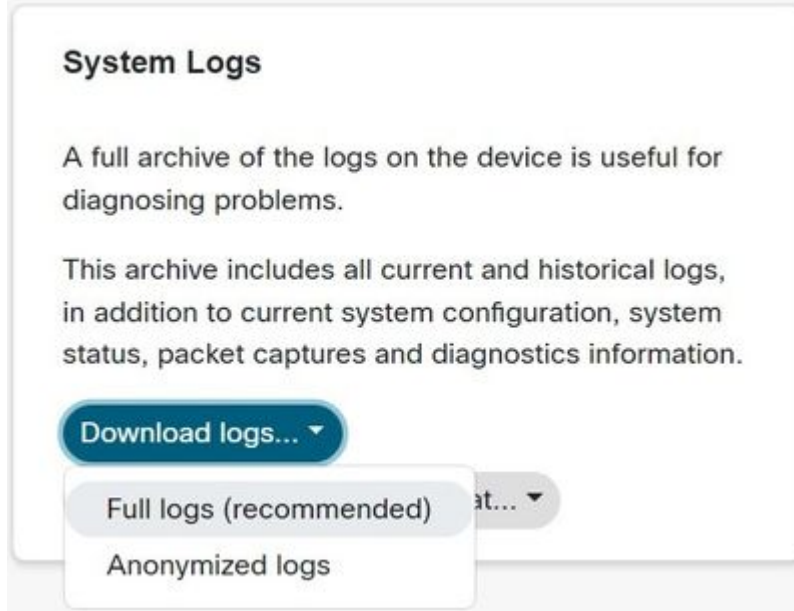 System Logs
A full archive of the logs on the device is useful for
diagnosing problems.
This archive includes all current and historical logs,
in addition to current system configuration, system
status, packet captures and diagnostics information.
Download logs...
Full logs (recommended)
Anonymized logs